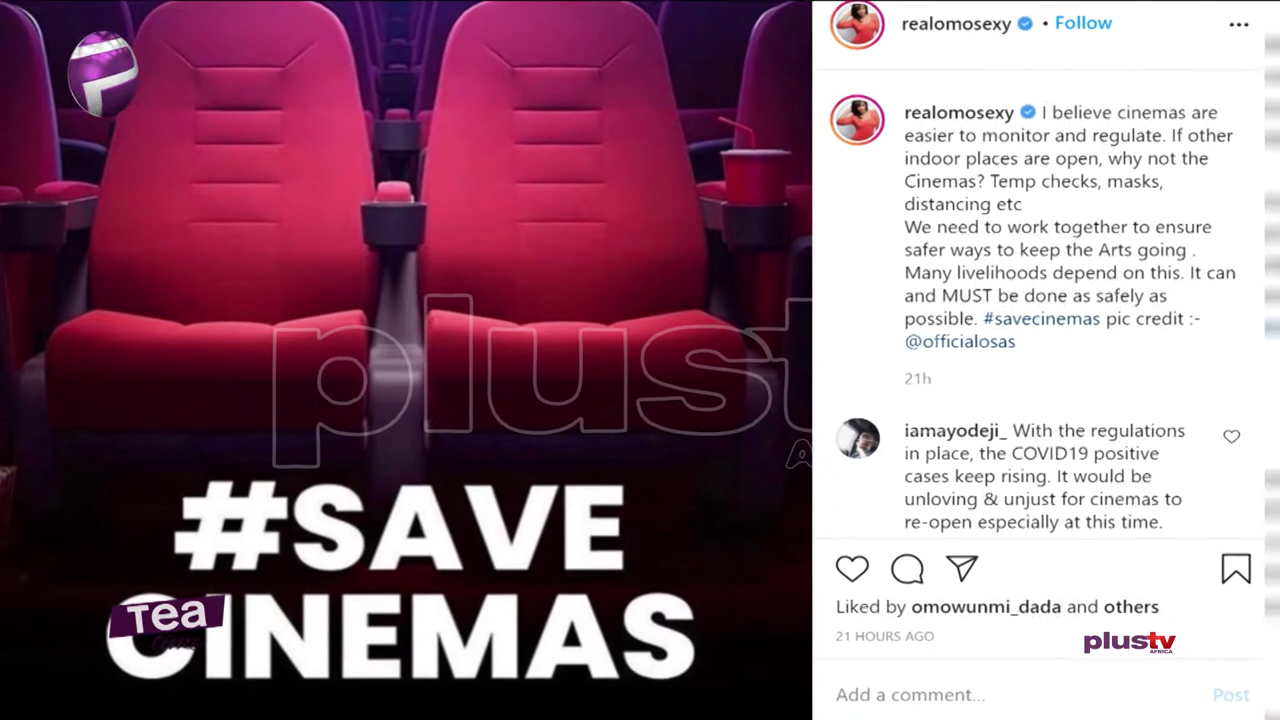 #SAVE
CINEMAS
Tea
Time
plust
A
realomosexy • Follow
realomosexy I believe cinemas are
easier to monitor and regulate. If other
indoor places are open, why not the
Cinemas? Temp checks, masks,
distancing etc
We need to work together to ensure
safer ways to keep the Arts going .
Many livelihoods depend on this. It can
and MUST be done as safely as
possible. #savecinemas pic credit :-
@officialosas
21h
iamayodeji_ With the regulations
in place, the COVID19 positive
cases keep rising. It would be
unloving & unjust for cinemas to
re-open especially at this time.
Liked by omowunmi_dada and others
21 HOURS AGO
plustv
AFRICA
Add a comment...
Post